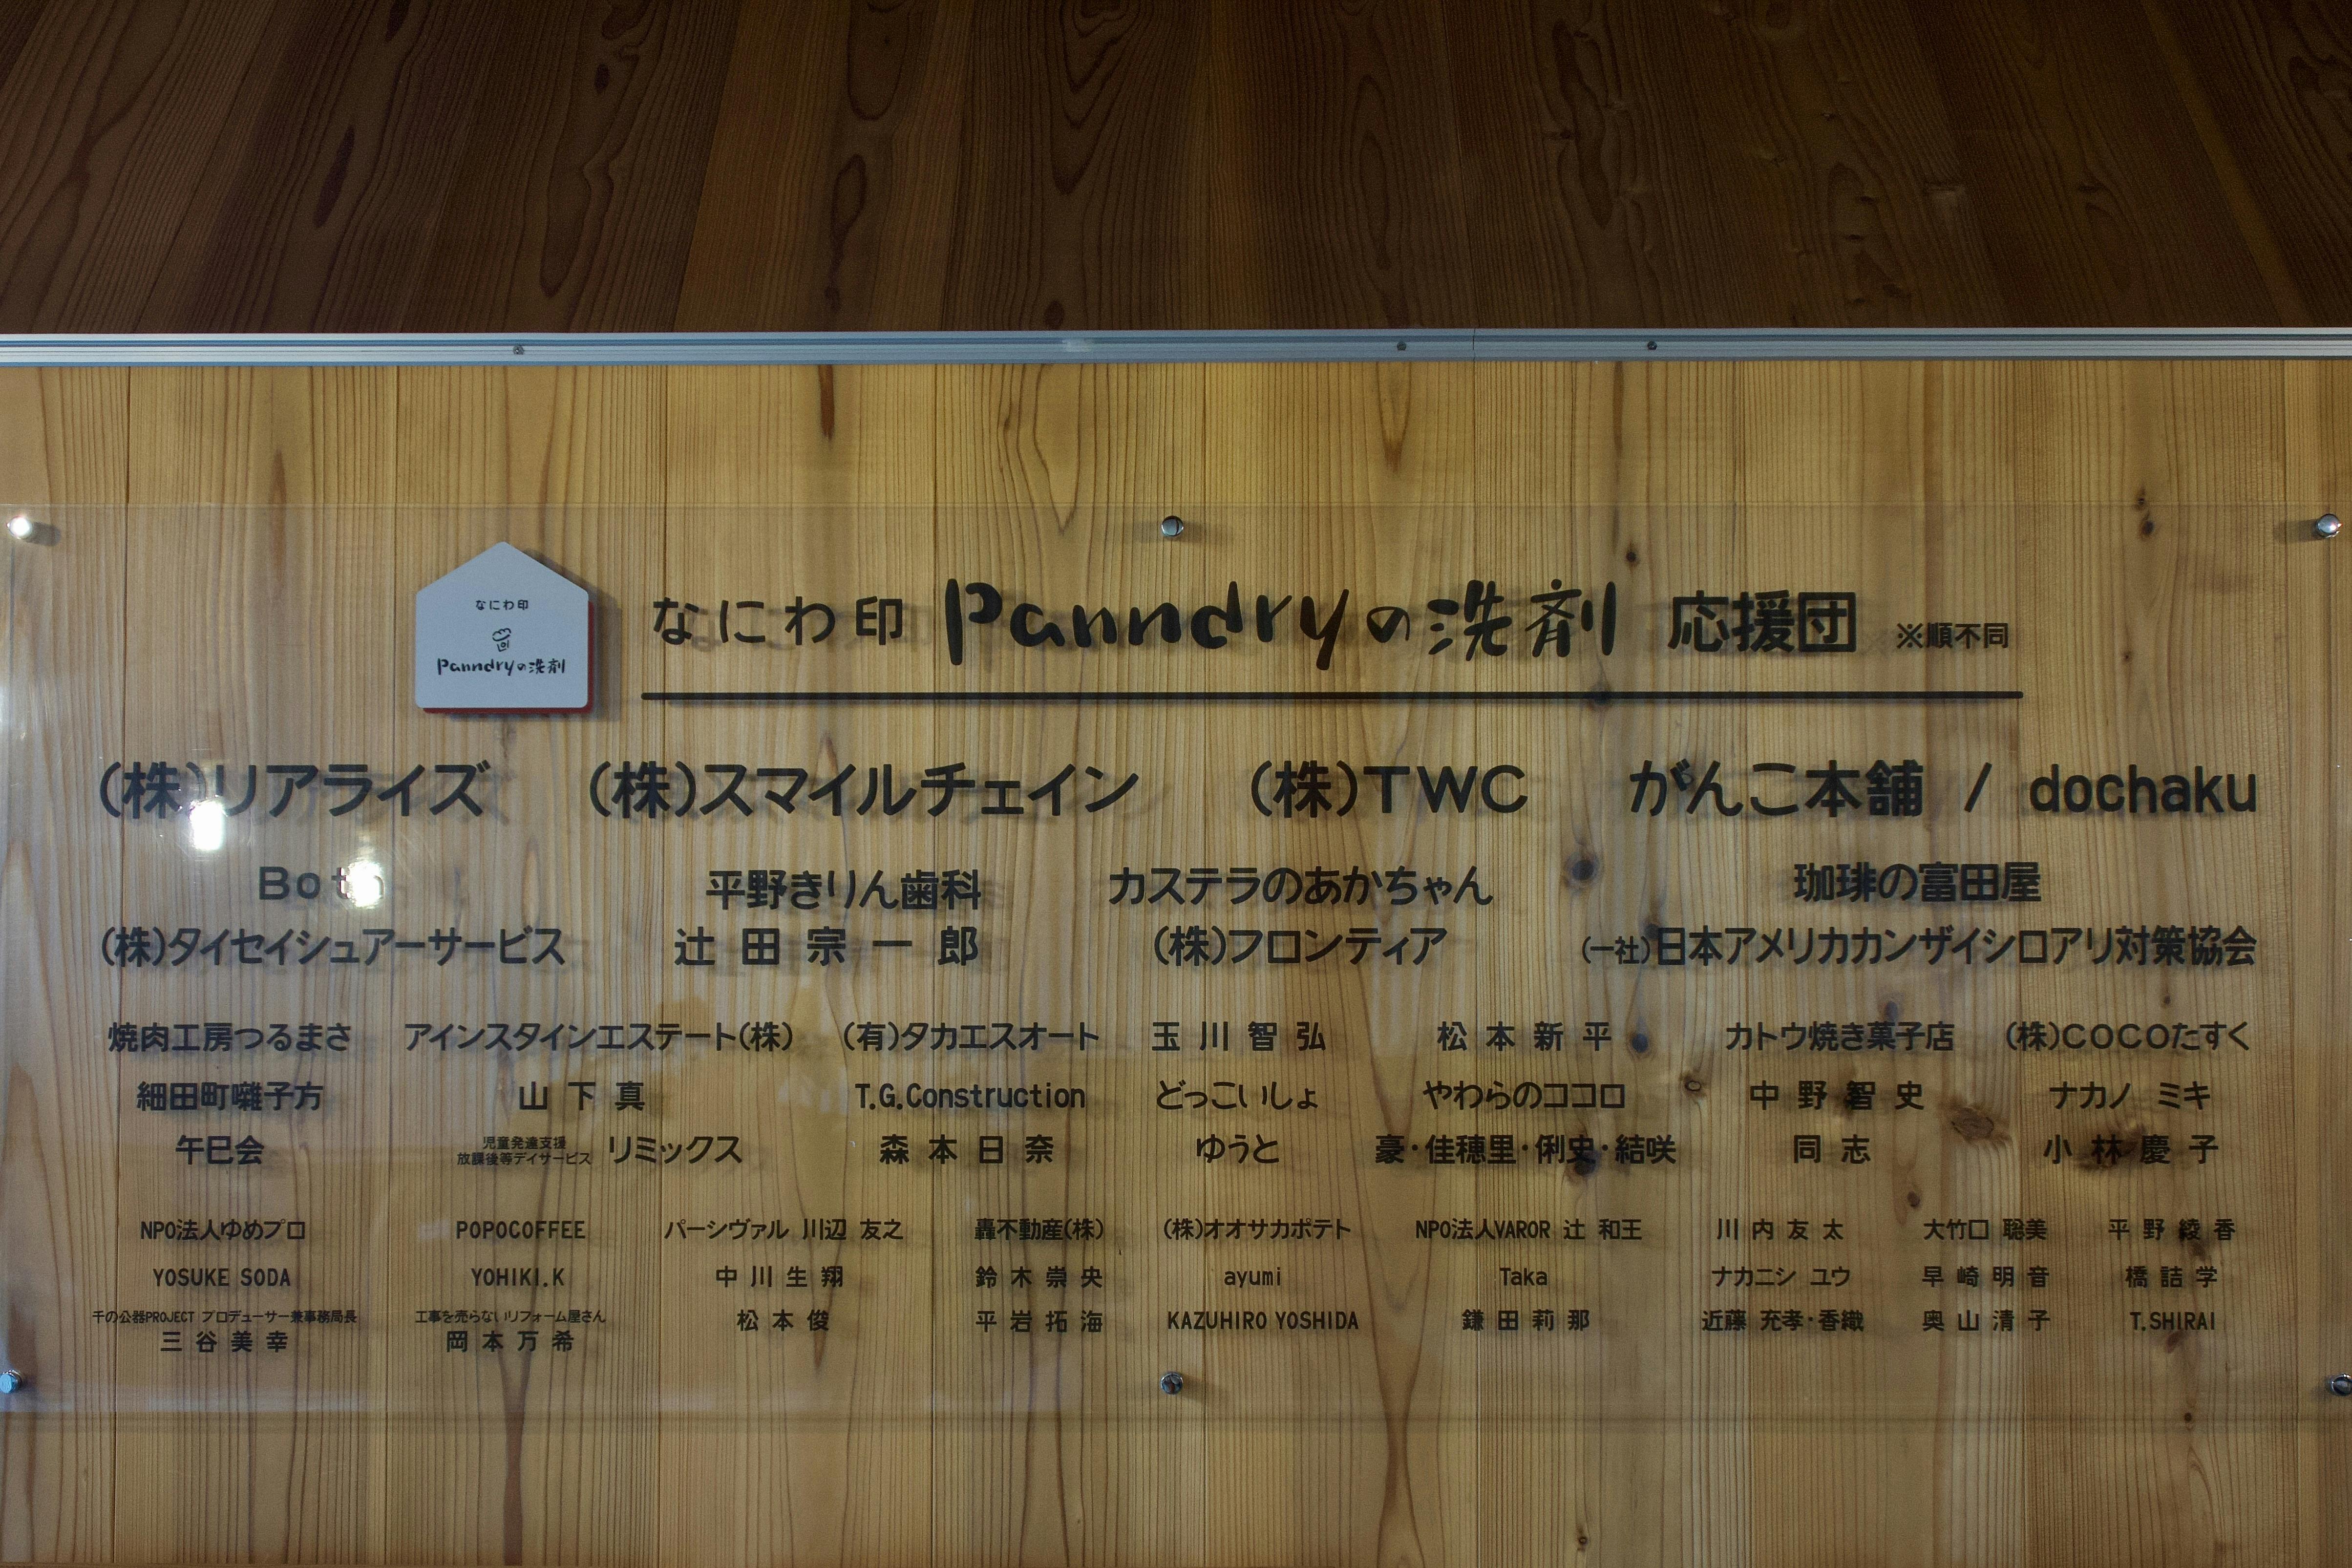 なにわ印
Panndryの洗剤
なにわ印 Panndryの洗剤 応援団 ※順不同
(株)リアライズ (株)スマイルチェイン (株)TWC がんこ本舗 / dochaku
Both 平野きりん歯科 カステラのあかちゃん 珈琲の富田屋
(株)タイセイシュアーサービス 辻田宗一郎 (株)フロンティア (一社)日本アメリカカンザイシロアリ対策協会
焼肉工房つるまさ アインスタインエステート(株) (有)タカエスオート 玉川智弘 松本新平 カトウ焼き菓子店 (株)COCOたすく
細田町囃子方 山下真 T.G.Construction どっこいしょ やわらのココロ 中野智史 ナカノ ミキ
午巳会 児童発達支援 放課後等デイサービス リミックス 森本日奈 ゆうと 豪・佳穂里・俐史・結咲 同志 小林慶子
NPO法人ゆめプロ POPOCOFFEE パーシヴァル 川辺 友之 轟不動産(株) (株)オオサカポテト NPO法人VAROR 辻 和王 川内友太 大竹口 聡美 平野綾香
YOSUKE SODA YOHIKI.K 中川生翔 鈴木崇央 ayumi Taka ナカニシ ユウ 早崎明音 橋詰学
千の公器PROJECT プロデューサー兼事務局長 工事を売らないリフォーム屋さん 松本俊 平岩拓海 KAZUHIRO YOSHIDA 鎌田莉那 近藤 充孝・香織 奥山清子 T.SHIRAI
三谷美幸 岡本万希